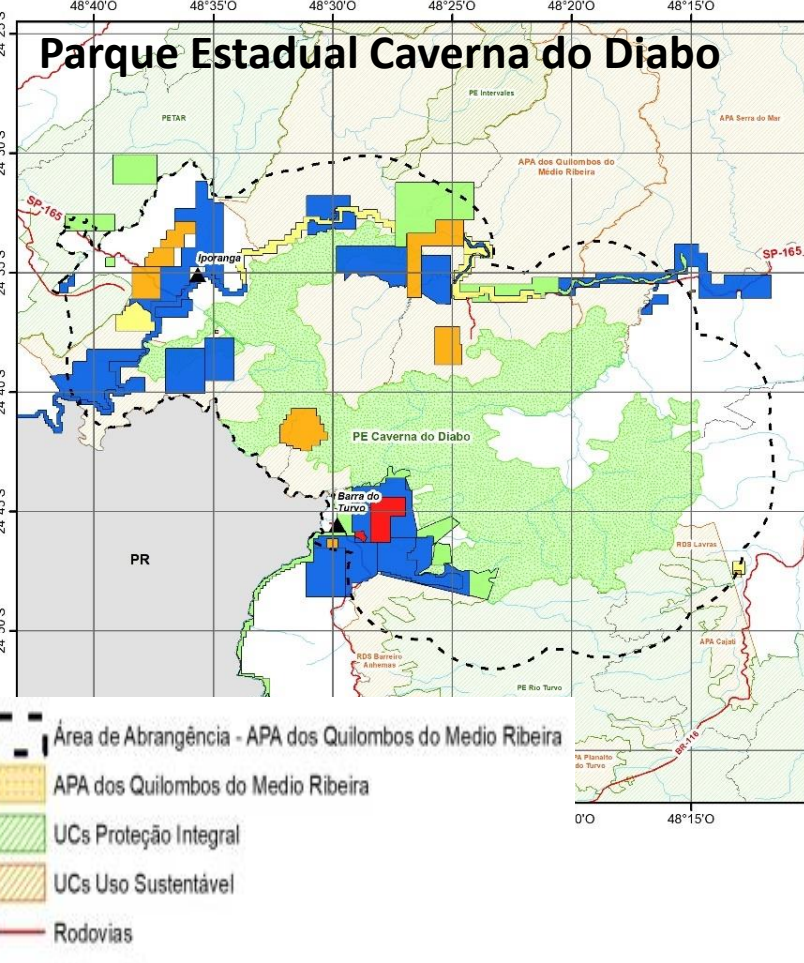 48°40'O 48°35'O 48°30'O 48°25'O 48°20'O 48°15'O
Parque Estadual Caverna do Diabo
PETAR
PE Intervales
APA Serra do Mar
APA dos Quilombos do
Médio Ribeira
SP-165
Iporanga
SP-165
PE Caverna do Diabo
Barra do
Turvo
PR
RDS Lavras
APA Cajati
RDS Barreiro
Anhemas
PE Rio Turvo
BR-116
Planalto
do Turvo
0'O 48°15'O
Área de Abrangência - APA dos Quilombos do Medio Ribeira
APA dos Quilombos do Medio Ribeira
UCs Proteção Integral
UCs Uso Sustentável
Rodovias